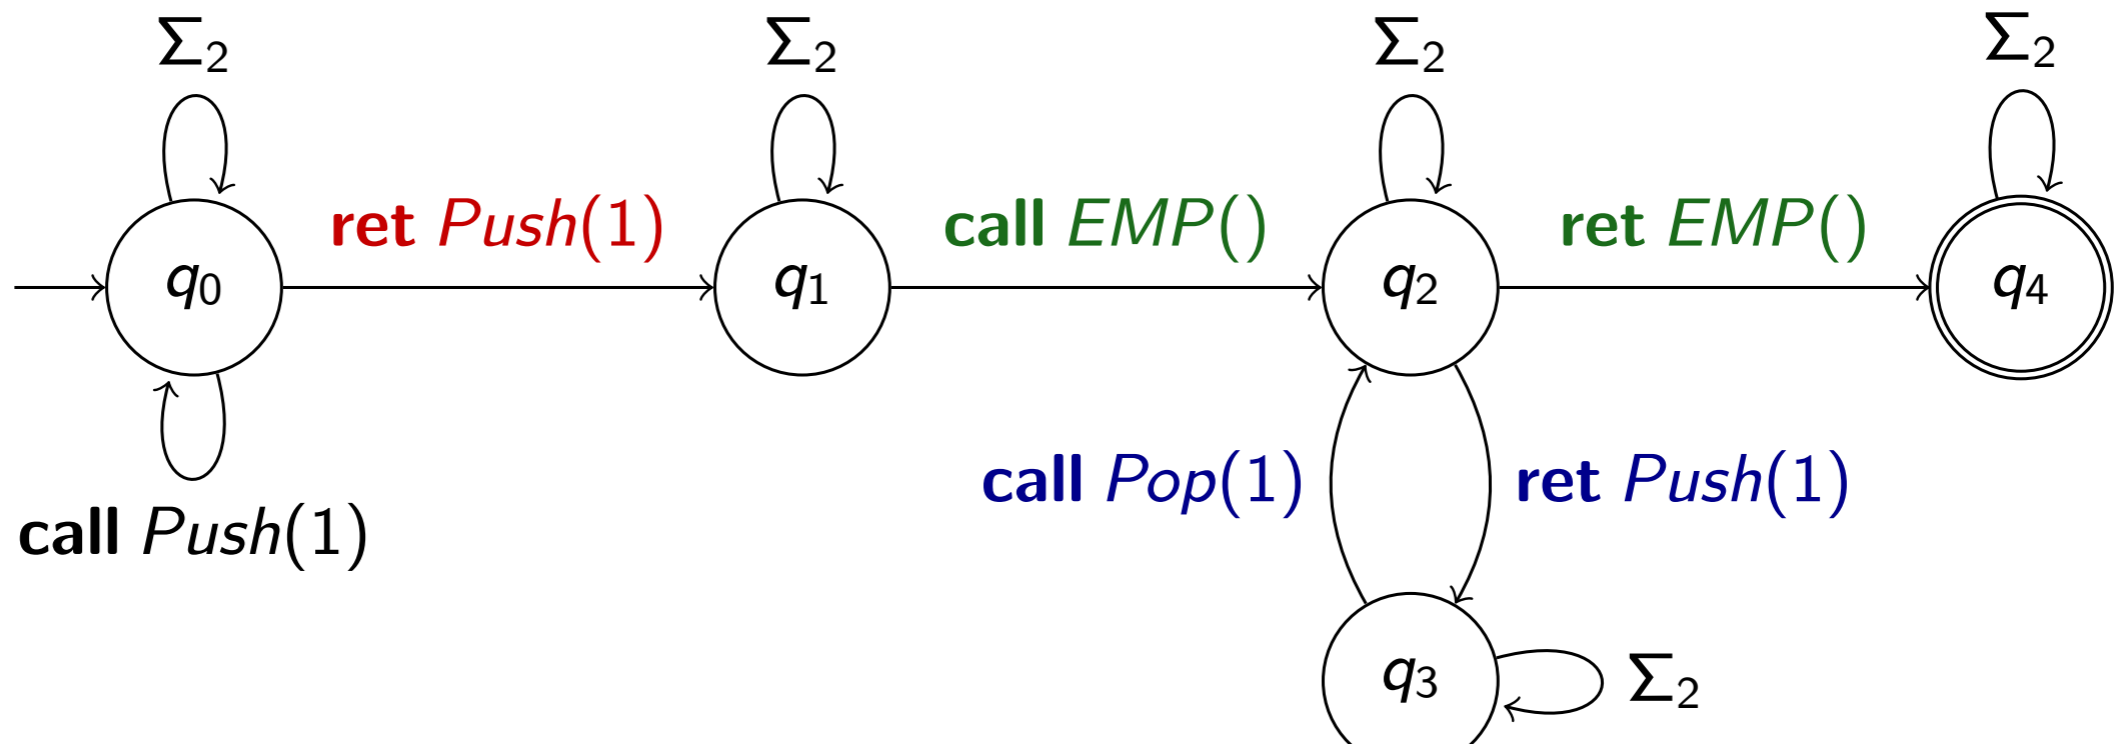 Σ2 Σ2 Σ2 Σ2
ret Push(1) call EMP() ret EMP()
q0 q1 q2 q4
call Pop(1) ret Push(1)
call Push(1)
q3 Σ2